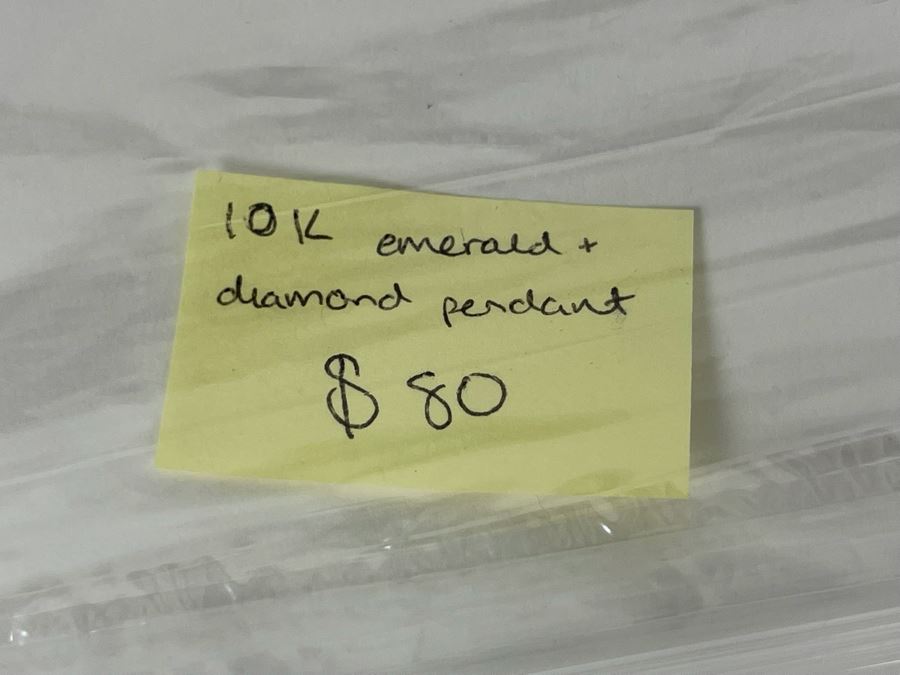 10K emerald +
diamond pendant
$80